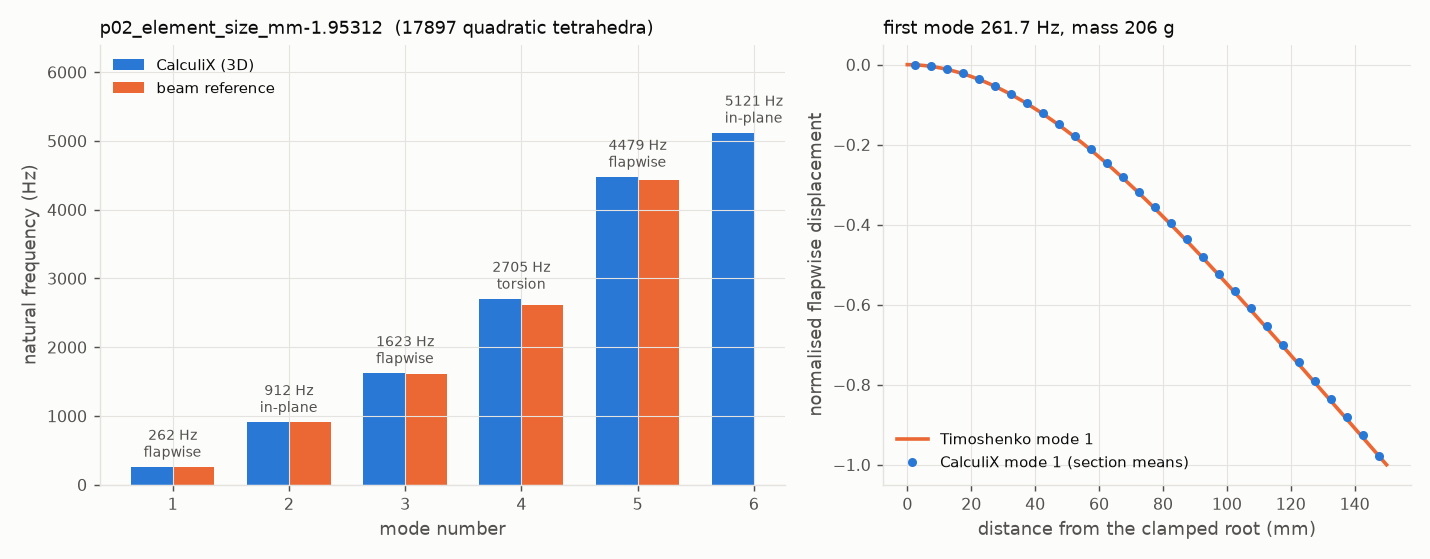 p02_element_size_mm-1.95312  (17897 quadratic tetrahedra)
CalculiX (3D)
beam reference
natural frequency (Hz)
6000
5000
4000
3000
2000
1000
0
262 Hz
flapwise
912 Hz
in-plane
1623 Hz
flapwise
2705 Hz
torsion
4479 Hz
flapwise
5121 Hz
in-plane
1 2 3 4 5 6
mode number
first mode 261.7 Hz, mass 206 g
normalised flapwise displacement
0.0
−0.2
−0.4
−0.6
−0.8
−1.0
Timoshenko mode 1
CalculiX mode 1 (section means)
0 20 40 60 80 100 120 140
distance from the clamped root (mm)